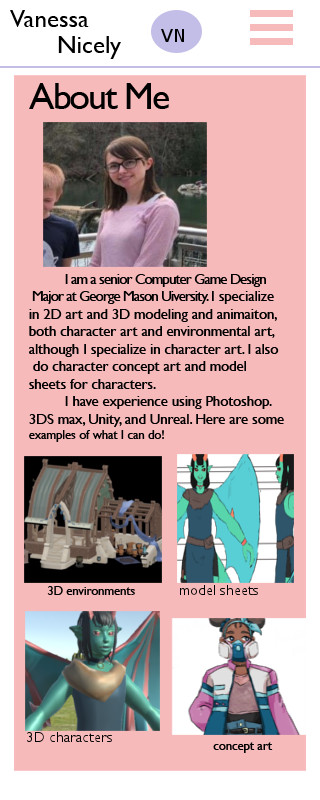 Vanessa
Nicely
VN
About Me
I am a senior Computer Game Design
Major at George Mason Uiversity. I specialize
in 2D art and 3D modeling and animaiton,
both character art and environmental art,
although I specialize in character art. I also
do character concept art and model
sheets for characters.
I have experience using Photoshop.
3DS max, Unity, and Unreal. Here are some
examples of what I can do!
3D environments
model sheets
3D characters
concept art